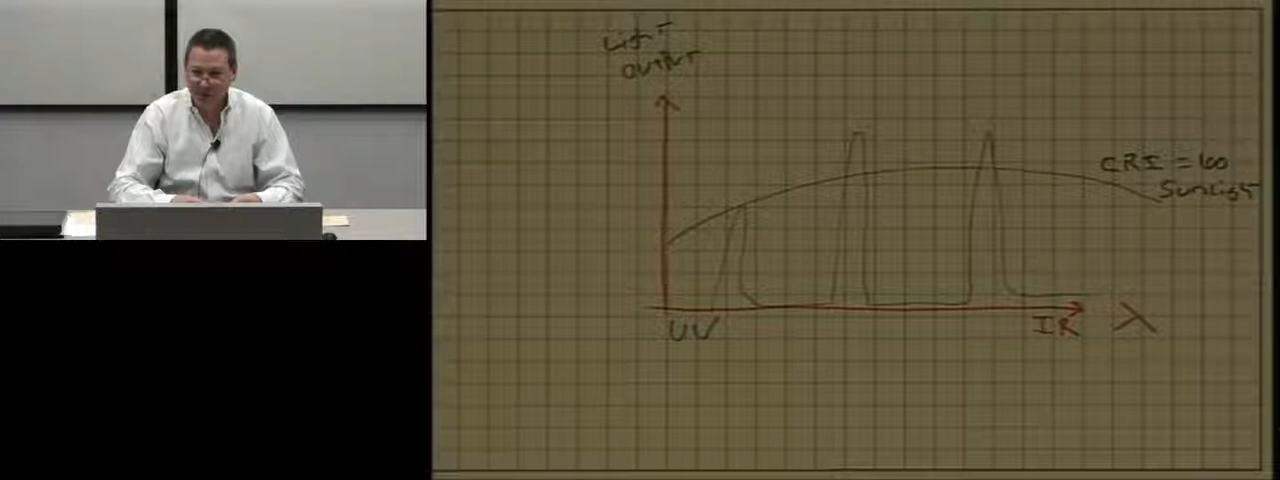 Light
output
CRI = 100
Sunlight
UV
IR
λ